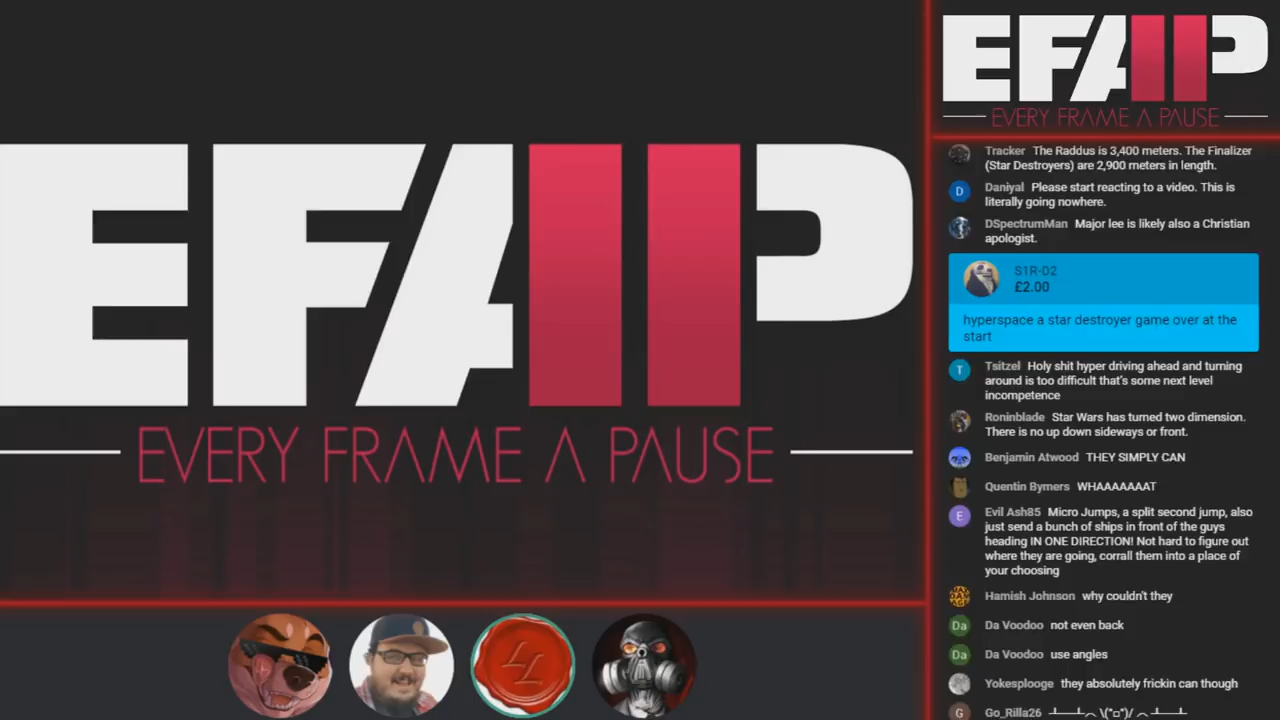 EFAP
EVERY FRAME A PAUSE
EFAP
EVERY FRAME A PAUSE
Tracker The Raddus is 3,400 meters. The Finalizer
(Star Destroyers) are 2,900 meters in length.
D
Daniyal Please start reacting to a video. This is
literally going nowhere.
DSpectrumMan Major lee is likely also a Christian
apologist.
S1R-02
£2.00
hyperspace a star destroyer game over at the
start
T
Tsitzel Holy shit hyper driving ahead and turning
around is too difficult that's some next level
incompetence
Roninblade Star Wars has turned two dimension.
There is no up down sideways or front.
Benjamin Atwood THEY SIMPLY CAN
Quentin Bymers WHAAAAAAAT
E
Evil Ash85 Micro Jumps, a split second jump, also
just send a bunch of ships in front of the guys
heading IN ONE DIRECTION! Not hard to figure out
where they are going, corrall them into a place of
your choosing
Hamish Johnson why couldn't they
Da
Da Voodoo not even back
Da
Da Voodoo use angles
Yokesplooge they absolutely frickin can though
G
Go_Rilla26
LL